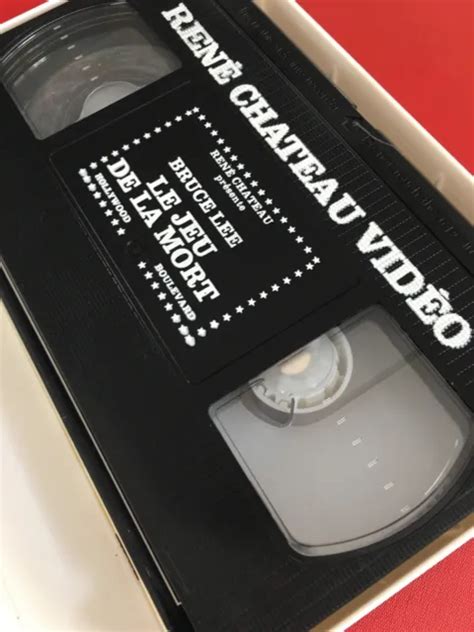 RENÉ CHATEAU VIDÉO
RENÉ CHATEAU
présente
BRUCE LEE
LE JEU
DE LA MORT
HOLLYWOOD BOULEVARD